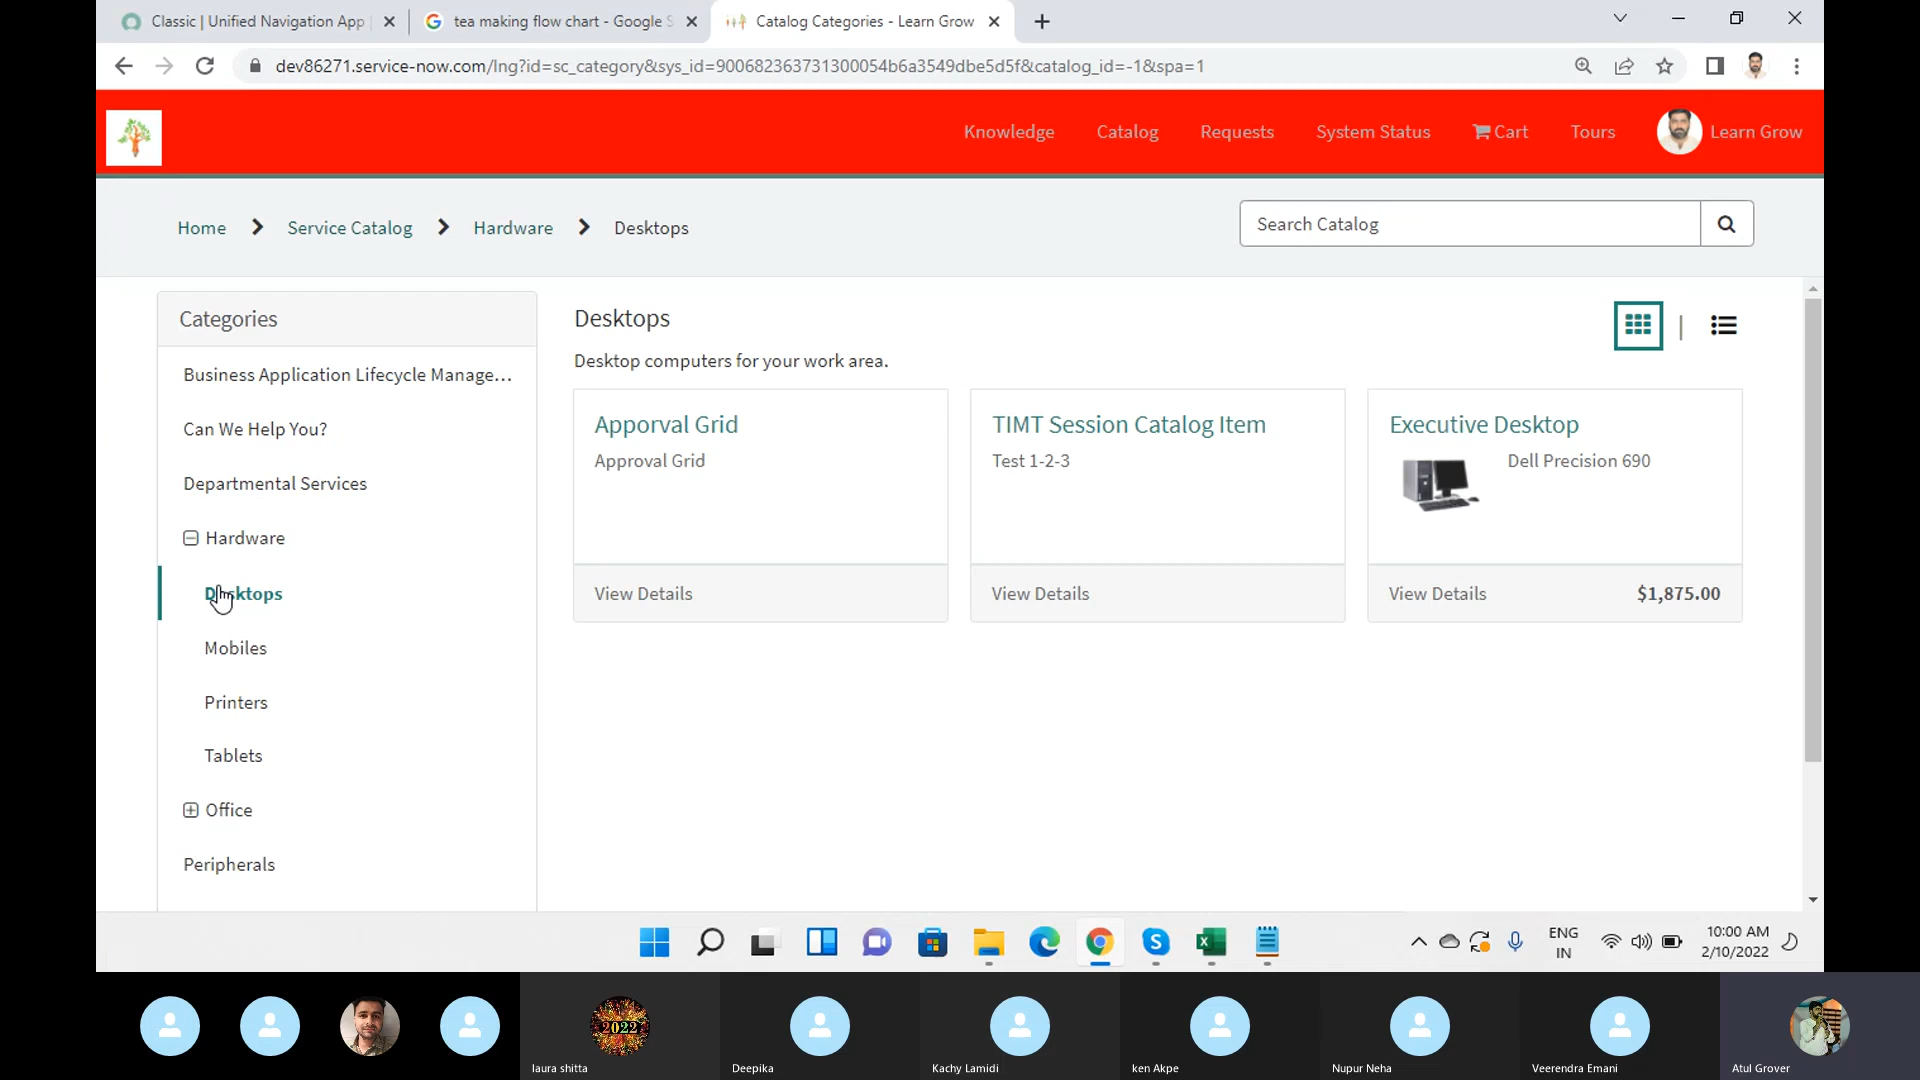 Classic | Unified Navigation App
tea making flow chart - Google S
Catalog Categories - Learn Grow
dev86271.service-now.com/lng?id=sc_category&sys_id=900682363731300054b6a3549dbe5d5f&catalog_id=-1&spa=1
Knowledge
Catalog
Requests
System Status
Cart
Tours
Learn Grow
Home
Service Catalog
Hardware
Desktops
Search Catalog
Categories
Business Application Lifecycle Manage...
Can We Help You?
Departmental Services
Hardware
Desktops
Mobiles
Printers
Tablets
Office
Peripherals
Desktops
Desktop computers for your work area.
Apporval Grid
Approval Grid
View Details
TIMT Session Catalog Item
Test 1-2-3
View Details
Executive Desktop
Dell Precision 690
View Details
$1,875.00
ENG
IN
10:00 AM
2/10/2022
2022
laura shitta
Deepika
Kachy Lamidi
ken Akpe
Nupur Neha
Veerendra Emani
Atul Grover